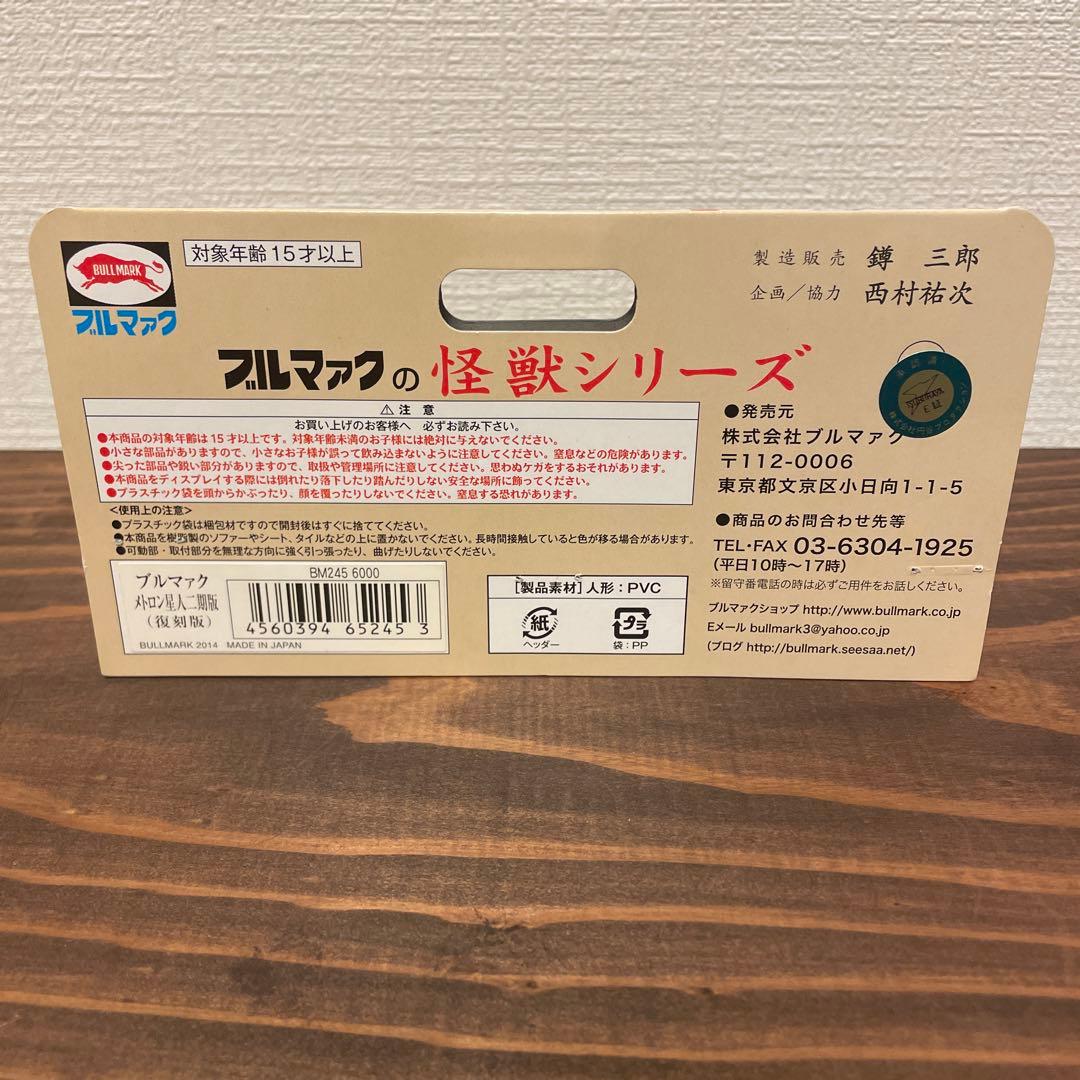 BULLMARK
ブルマァク
対象年齢15才以上
製造販売 鐏 三郎
企画／協力 西村祐次
ブルマァクの怪獣シリーズ
⚠注 意
お買い上げのお客様へ 必ずお読み下さい。
●本商品の対象年齢は15才以上です。対象年齢未満のお子様には絶対に与えないでください。
●小さな部品がありますので、小さなお子様が誤って飲み込まないように注意してください。窒息などの危険があります。
●尖った部品や鋭い部分がありますので、取扱や管理場所に注意してください。思わぬケガをするおそれがあります。
●本商品をディスプレイする際には倒れたり落下したり踏んだりしない安全な場所に飾ってください。
●プラスチック袋を頭からかぶったり、顔を覆ったりしないでください。窒息する恐れがあります。
＜使用上の注意＞
●プラスチック袋は梱包材ですので開封後はすぐに捨ててください。
●本商品を樹脂製のソファーやシート、タイルなどの上に置かないでください。長時間接触していると色が移る場合があります。
●可動部・取付部分を無理な方向に強く引っ張ったり、曲げたりしないでください。
ブルマァク
メトロン星人二期版
（復刻版）
BM245 6000
4560394 65245 3
BULLMARK 2014 MADE IN JAPAN
［製品素材］人形：PVC
紙
ヘッダー
プラ
袋：PP
TSUBURAYA
株式会社円谷プロダクション
●発売元
株式会社ブルマァク
〒112-0006
東京都文京区小日向1-1-5
●商品のお問合わせ先等
TEL・FAX 03-6304-1925
(平日10時〜17時)
※留守番電話の時は必ずご用件をお話しください。
ブルマァクショップ http://www.bullmark.co.jp
Eメール bullmark3@yahoo.co.jp
(ブログ http://bullmark.seesaa.net/)